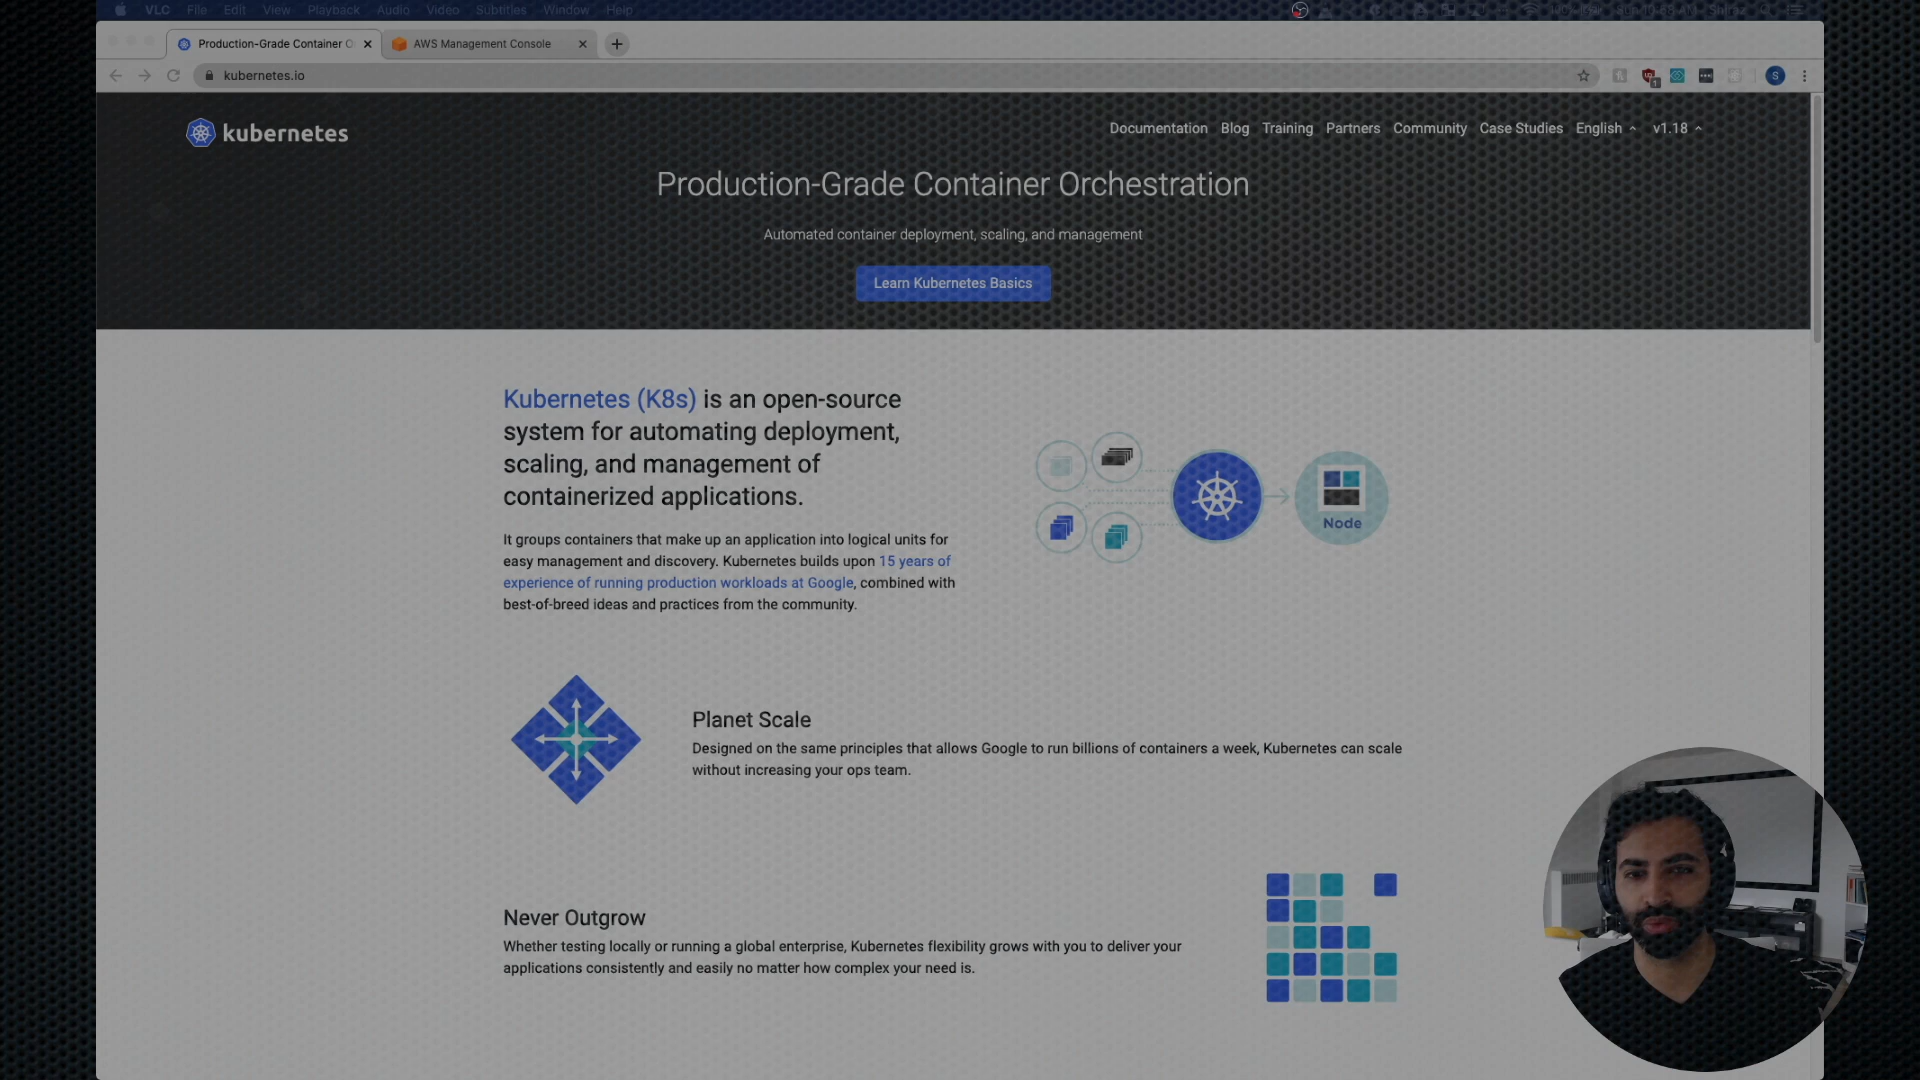 VLC File Edit View Playback Audio Video Subtitles Window Help
Production-Grade Container O
AWS Management Console
kubernetes.io
S
1
kubernetes
Documentation Blog Training Partners Community Case Studies English v1.18
Production-Grade Container Orchestration
Automated container deployment, scaling, and management
Learn Kubernetes Basics
Kubernetes (K8s) is an open-source
system for automating deployment,
scaling, and management of
containerized applications.
It groups containers that make up an application into logical units for
easy management and discovery. Kubernetes builds upon 15 years of
experience of running production workloads at Google, combined with
best-of-breed ideas and practices from the community.
Node
Planet Scale
Designed on the same principles that allows Google to run billions of containers a week, Kubernetes can scale
without increasing your ops team.
Never Outgrow
Whether testing locally or running a global enterprise, Kubernetes flexibility grows with you to deliver your
applications consistently and easily no matter how complex your need is.